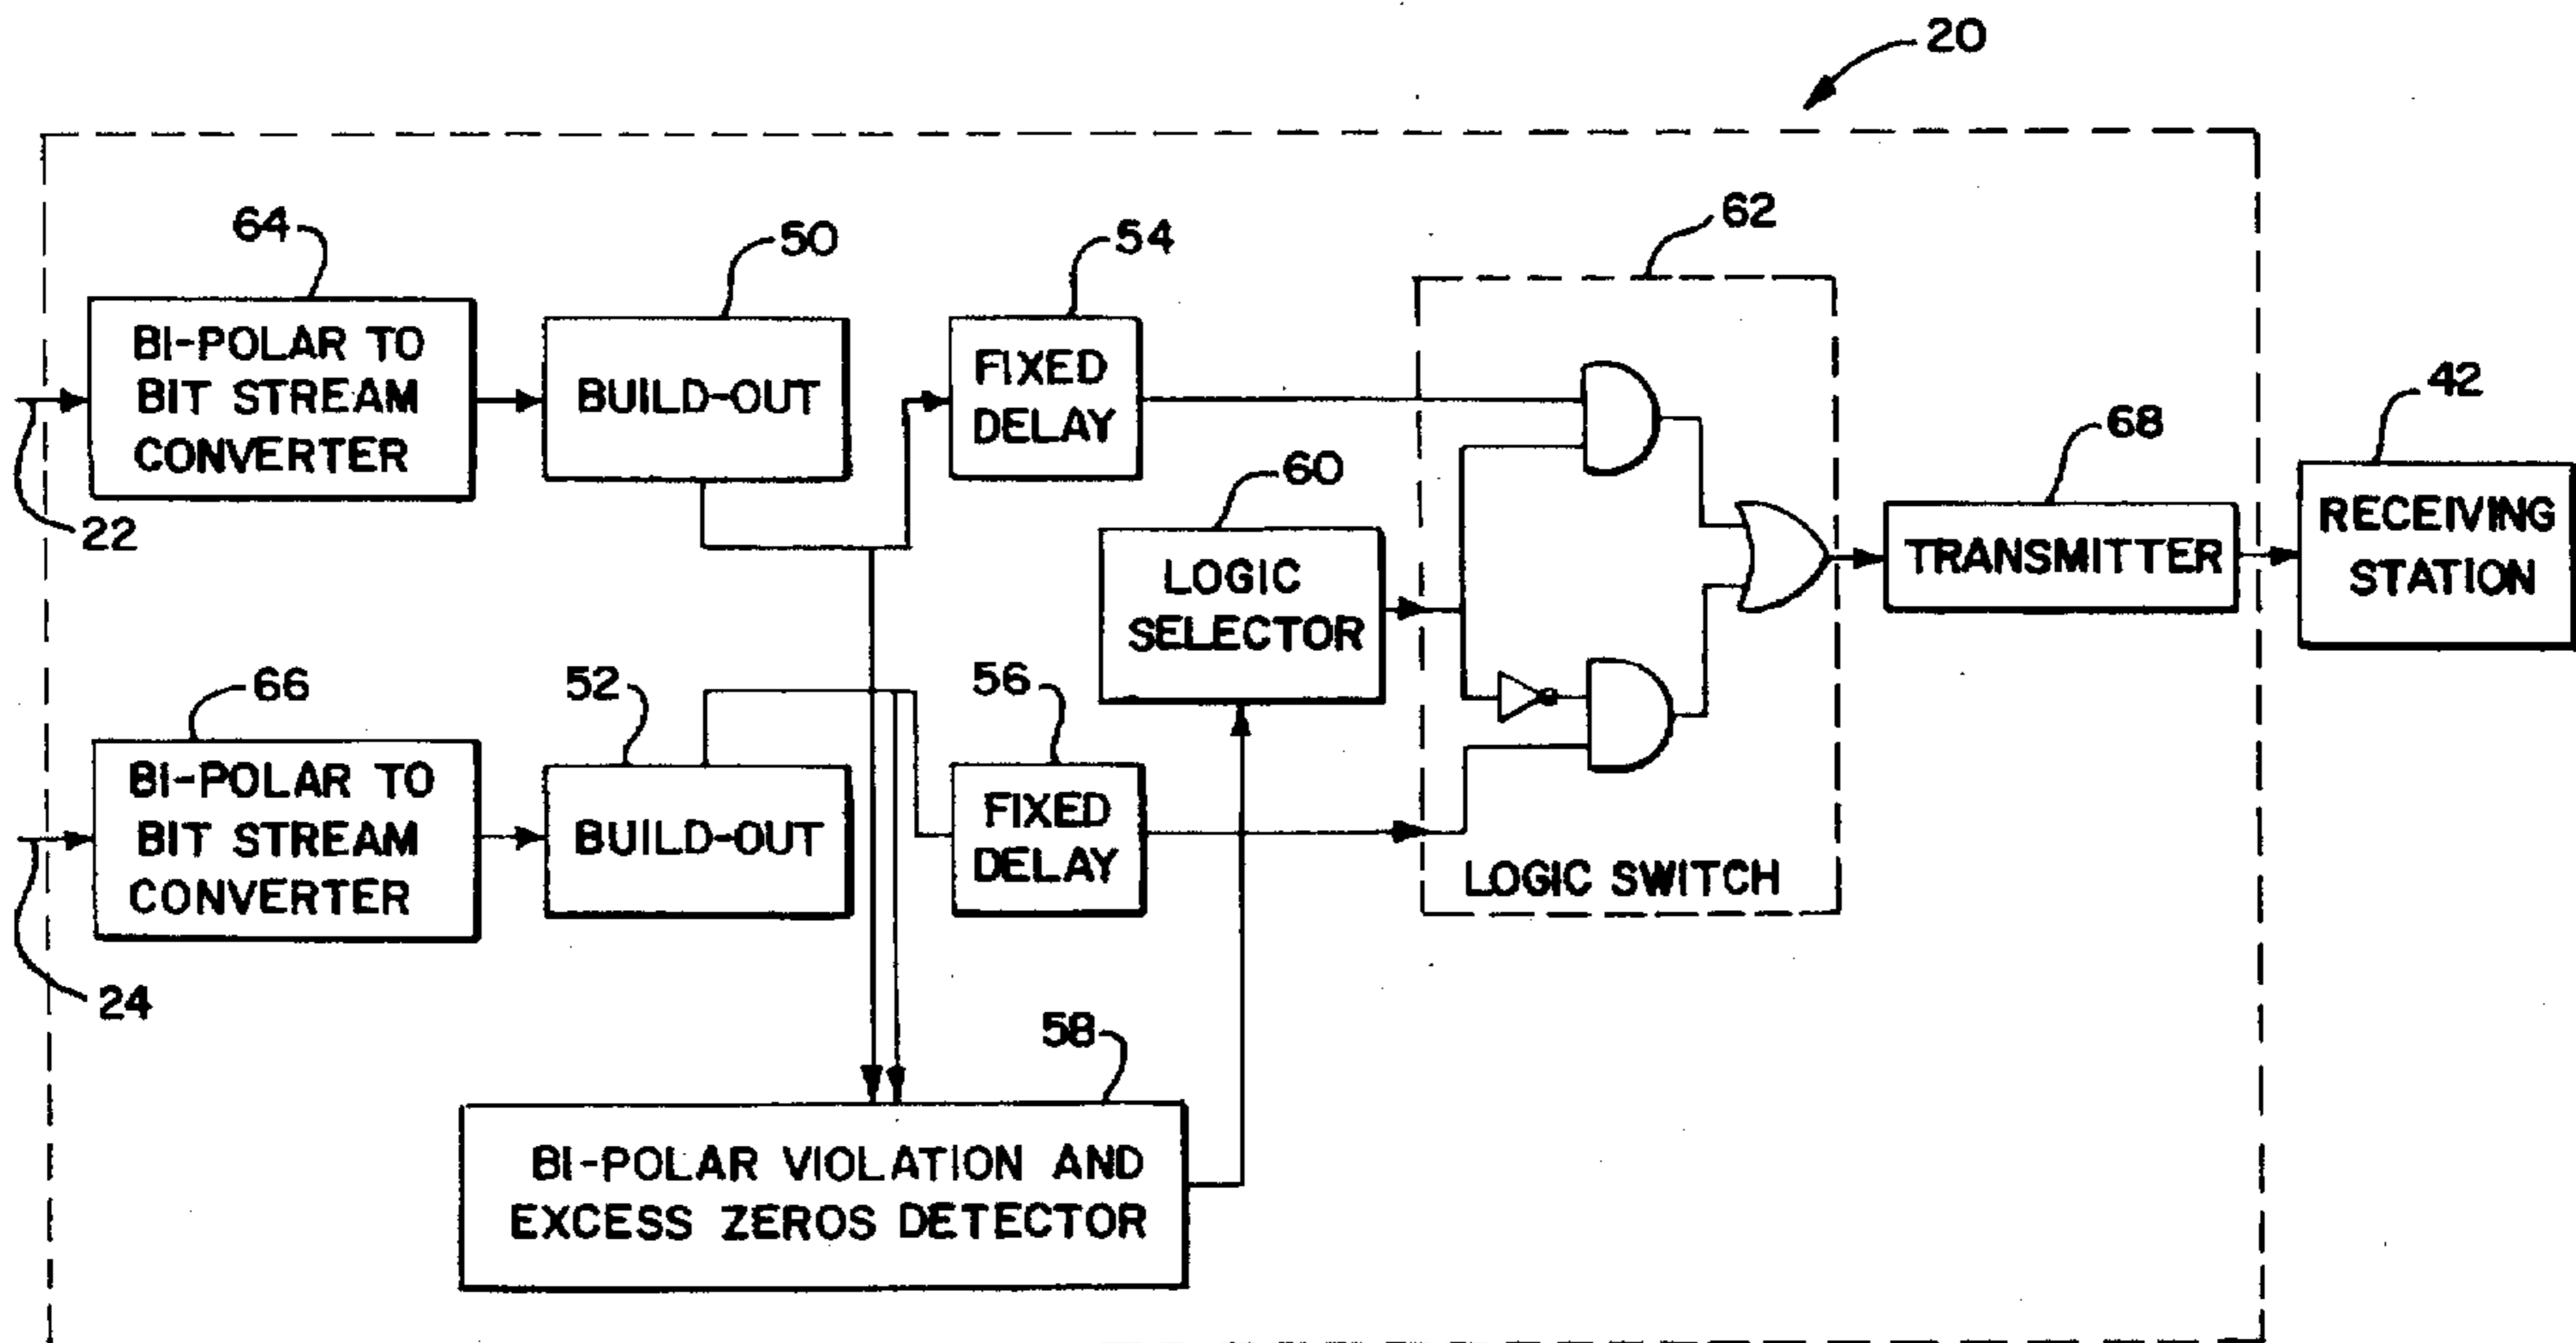 20
64
50
54
62
BI-POLAR TO
BIT STREAM
CONVERTER
BUILD-OUT
FIXED
DELAY
22
60
LOGIC
SELECTOR
68
TRANSMITTER
42
RECEIVING
STATION
66
52
56
BI-POLAR TO
BIT STREAM
CONVERTER
BUILD-OUT
FIXED
DELAY
LOGIC SWITCH
24
58
BI-POLAR VIOLATION AND
EXCESS ZEROS DETECTOR